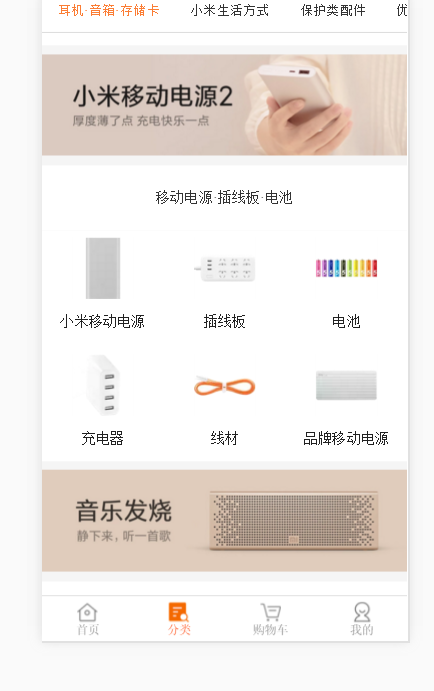 耳机·音箱·存储卡 小米生活方式 保护类配件 优
小米移动电源2
厚度薄了点 充电快乐一点
移动电源·插线板·电池
小米移动电源 插线板 电池
充电器 线材 品牌移动电源
音乐发烧
静下来，听一首歌
首页 分类 购物车 我的